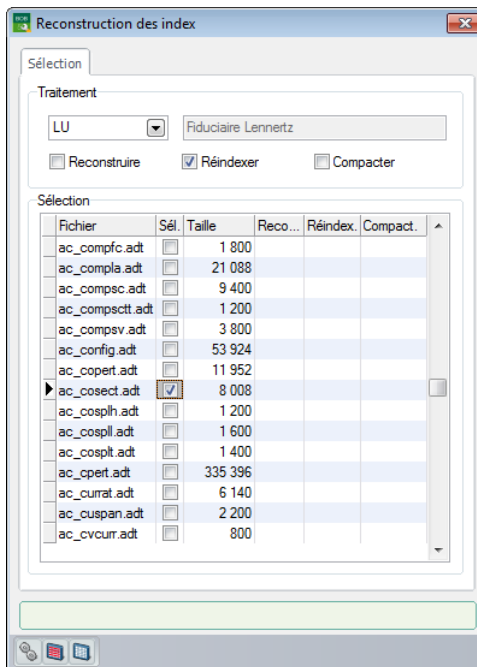 BOB
Reconstruction des index
Sélection
Traitement
LU Fiduciaire Lennertz
Reconstruire Réindexer Compacter
Sélection
Fichier Sél. Taille Reco... Réindex. Compact.
ac_compfc.adt 1 800
ac_compla.adt 21 088
ac_compsc.adt 9 400
ac_compsctt.adt 1 200
ac_compsv.adt 3 800
ac_config.adt 53 924
ac_copert.adt 11 952
ac_cosect.adt 8 008
ac_cosplh.adt 1 200
ac_cospll.adt 1 600
ac_cosplt.adt 1 400
ac_cpert.adt 335 396
ac_currat.adt 6 140
ac_cuspan.adt 2 200
ac_cvcurr.adt 800